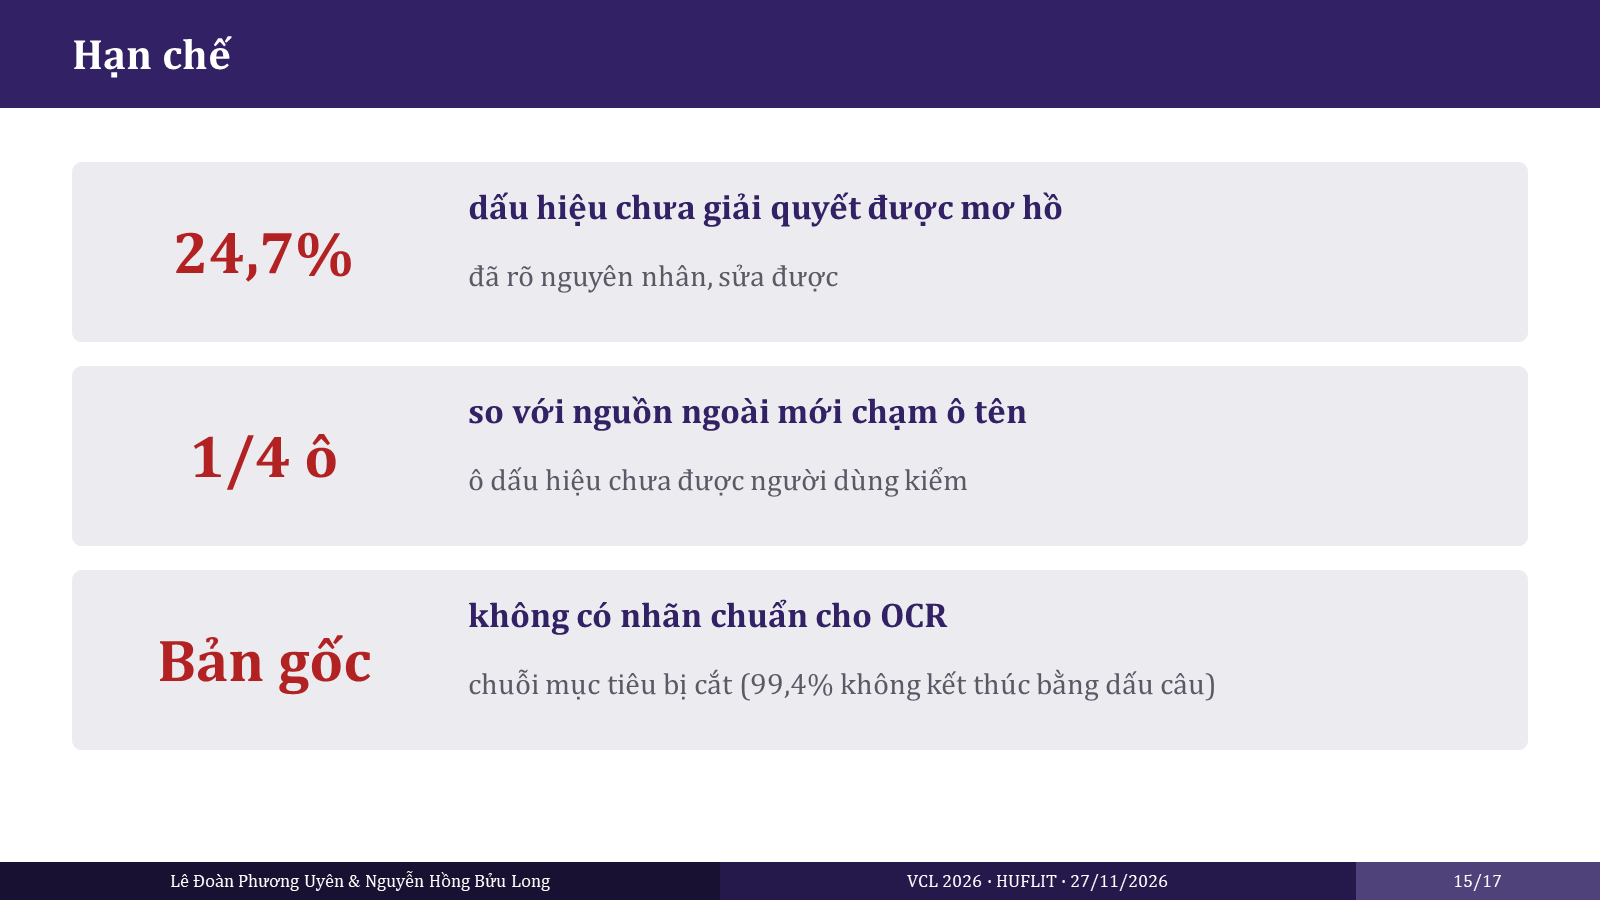 Hạn chế
24,7%
dấu hiệu chưa giải quyết được mơ hồ
đã rõ nguyên nhân, sửa được
1/4 ô
so với nguồn ngoài mới chạm ô tên
ô dấu hiệu chưa được người dùng kiểm
Bản gốc
không có nhãn chuẩn cho OCR
chuỗi mục tiêu bị cắt (99,4% không kết thúc bằng dấu câu)
Lê Đoàn Phương Uyên & Nguyễn Hồng Bửu Long
VCL 2026 · HUFLIT · 27/11/2026
15/17